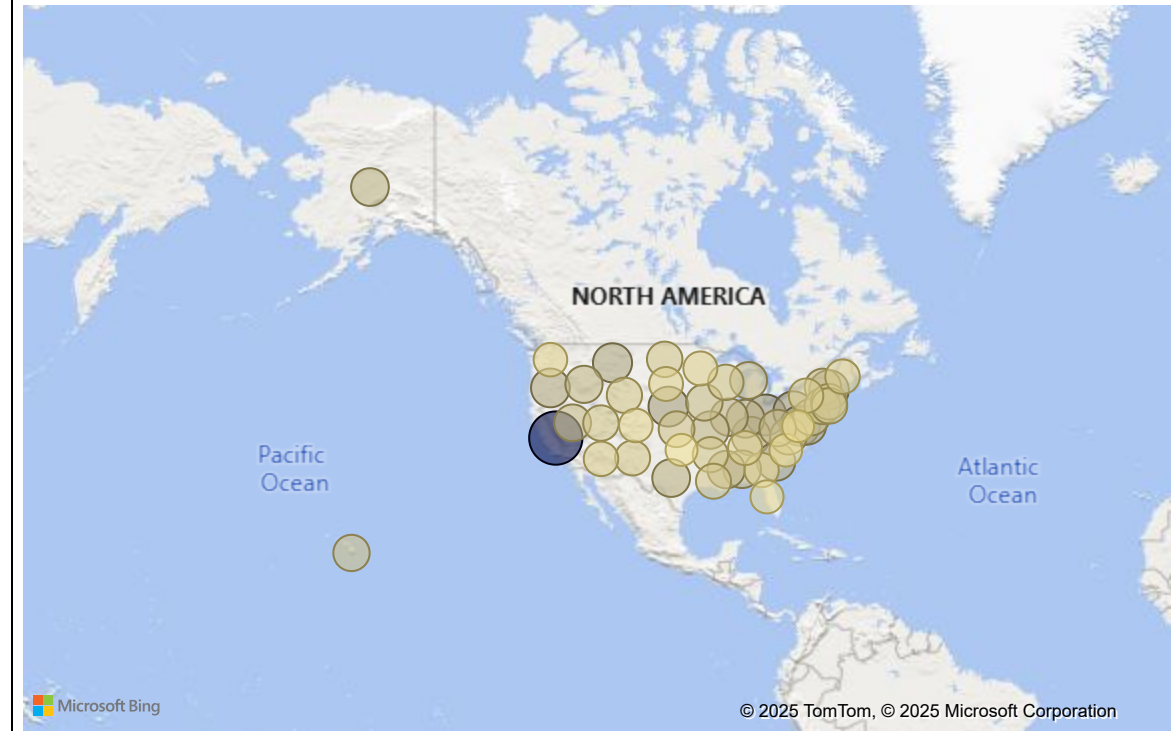 NORTH AMERICA
Pacific
Ocean
Atlantic
Ocean
Microsoft Bing
© 2025 TomTom, © 2025 Microsoft Corporation